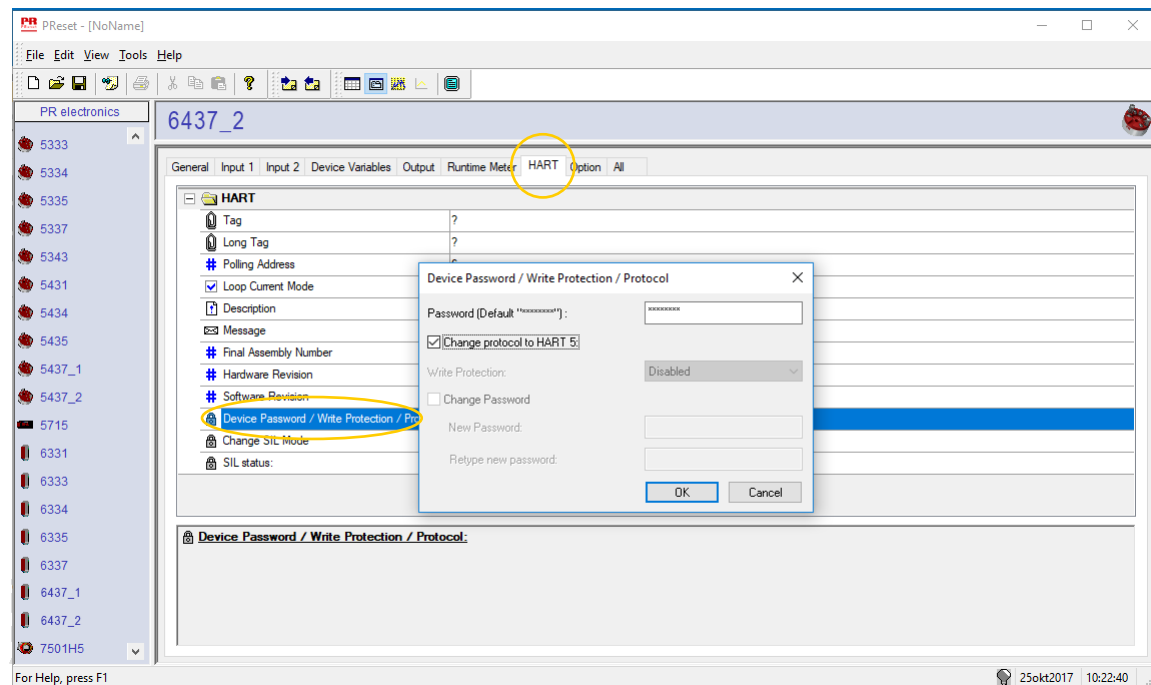 PR PReset - [NoName]
File Edit View Tools Help
PR electronics
6437_2
5333
5334
5335
5337
5343
5431
5434
5435
5437_1
5437_2
5715
6331
6333
6334
6335
6337
6437_1
6437_2
7501H5
General Input 1 Input 2 Device Variables Output Runtime Meter HART Option All
HART
Tag ?
Long Tag ?
Polling Address
Loop Current Mode
Description
Message
Final Assembly Number
Hardware Revision
Software Revision
Device Password / Write Protection / Pro
Change SIL Mode
SIL status:
Device Password / Write Protection / Protocol
Password (Default "********") : ********
Change protocol to HART 5:
Write Protection: Disabled
Change Password
New Password:
Retype new password:
OK Cancel
Device Password / Write Protection / Protocol:
For Help, press F1 25okt2017 10:22:40